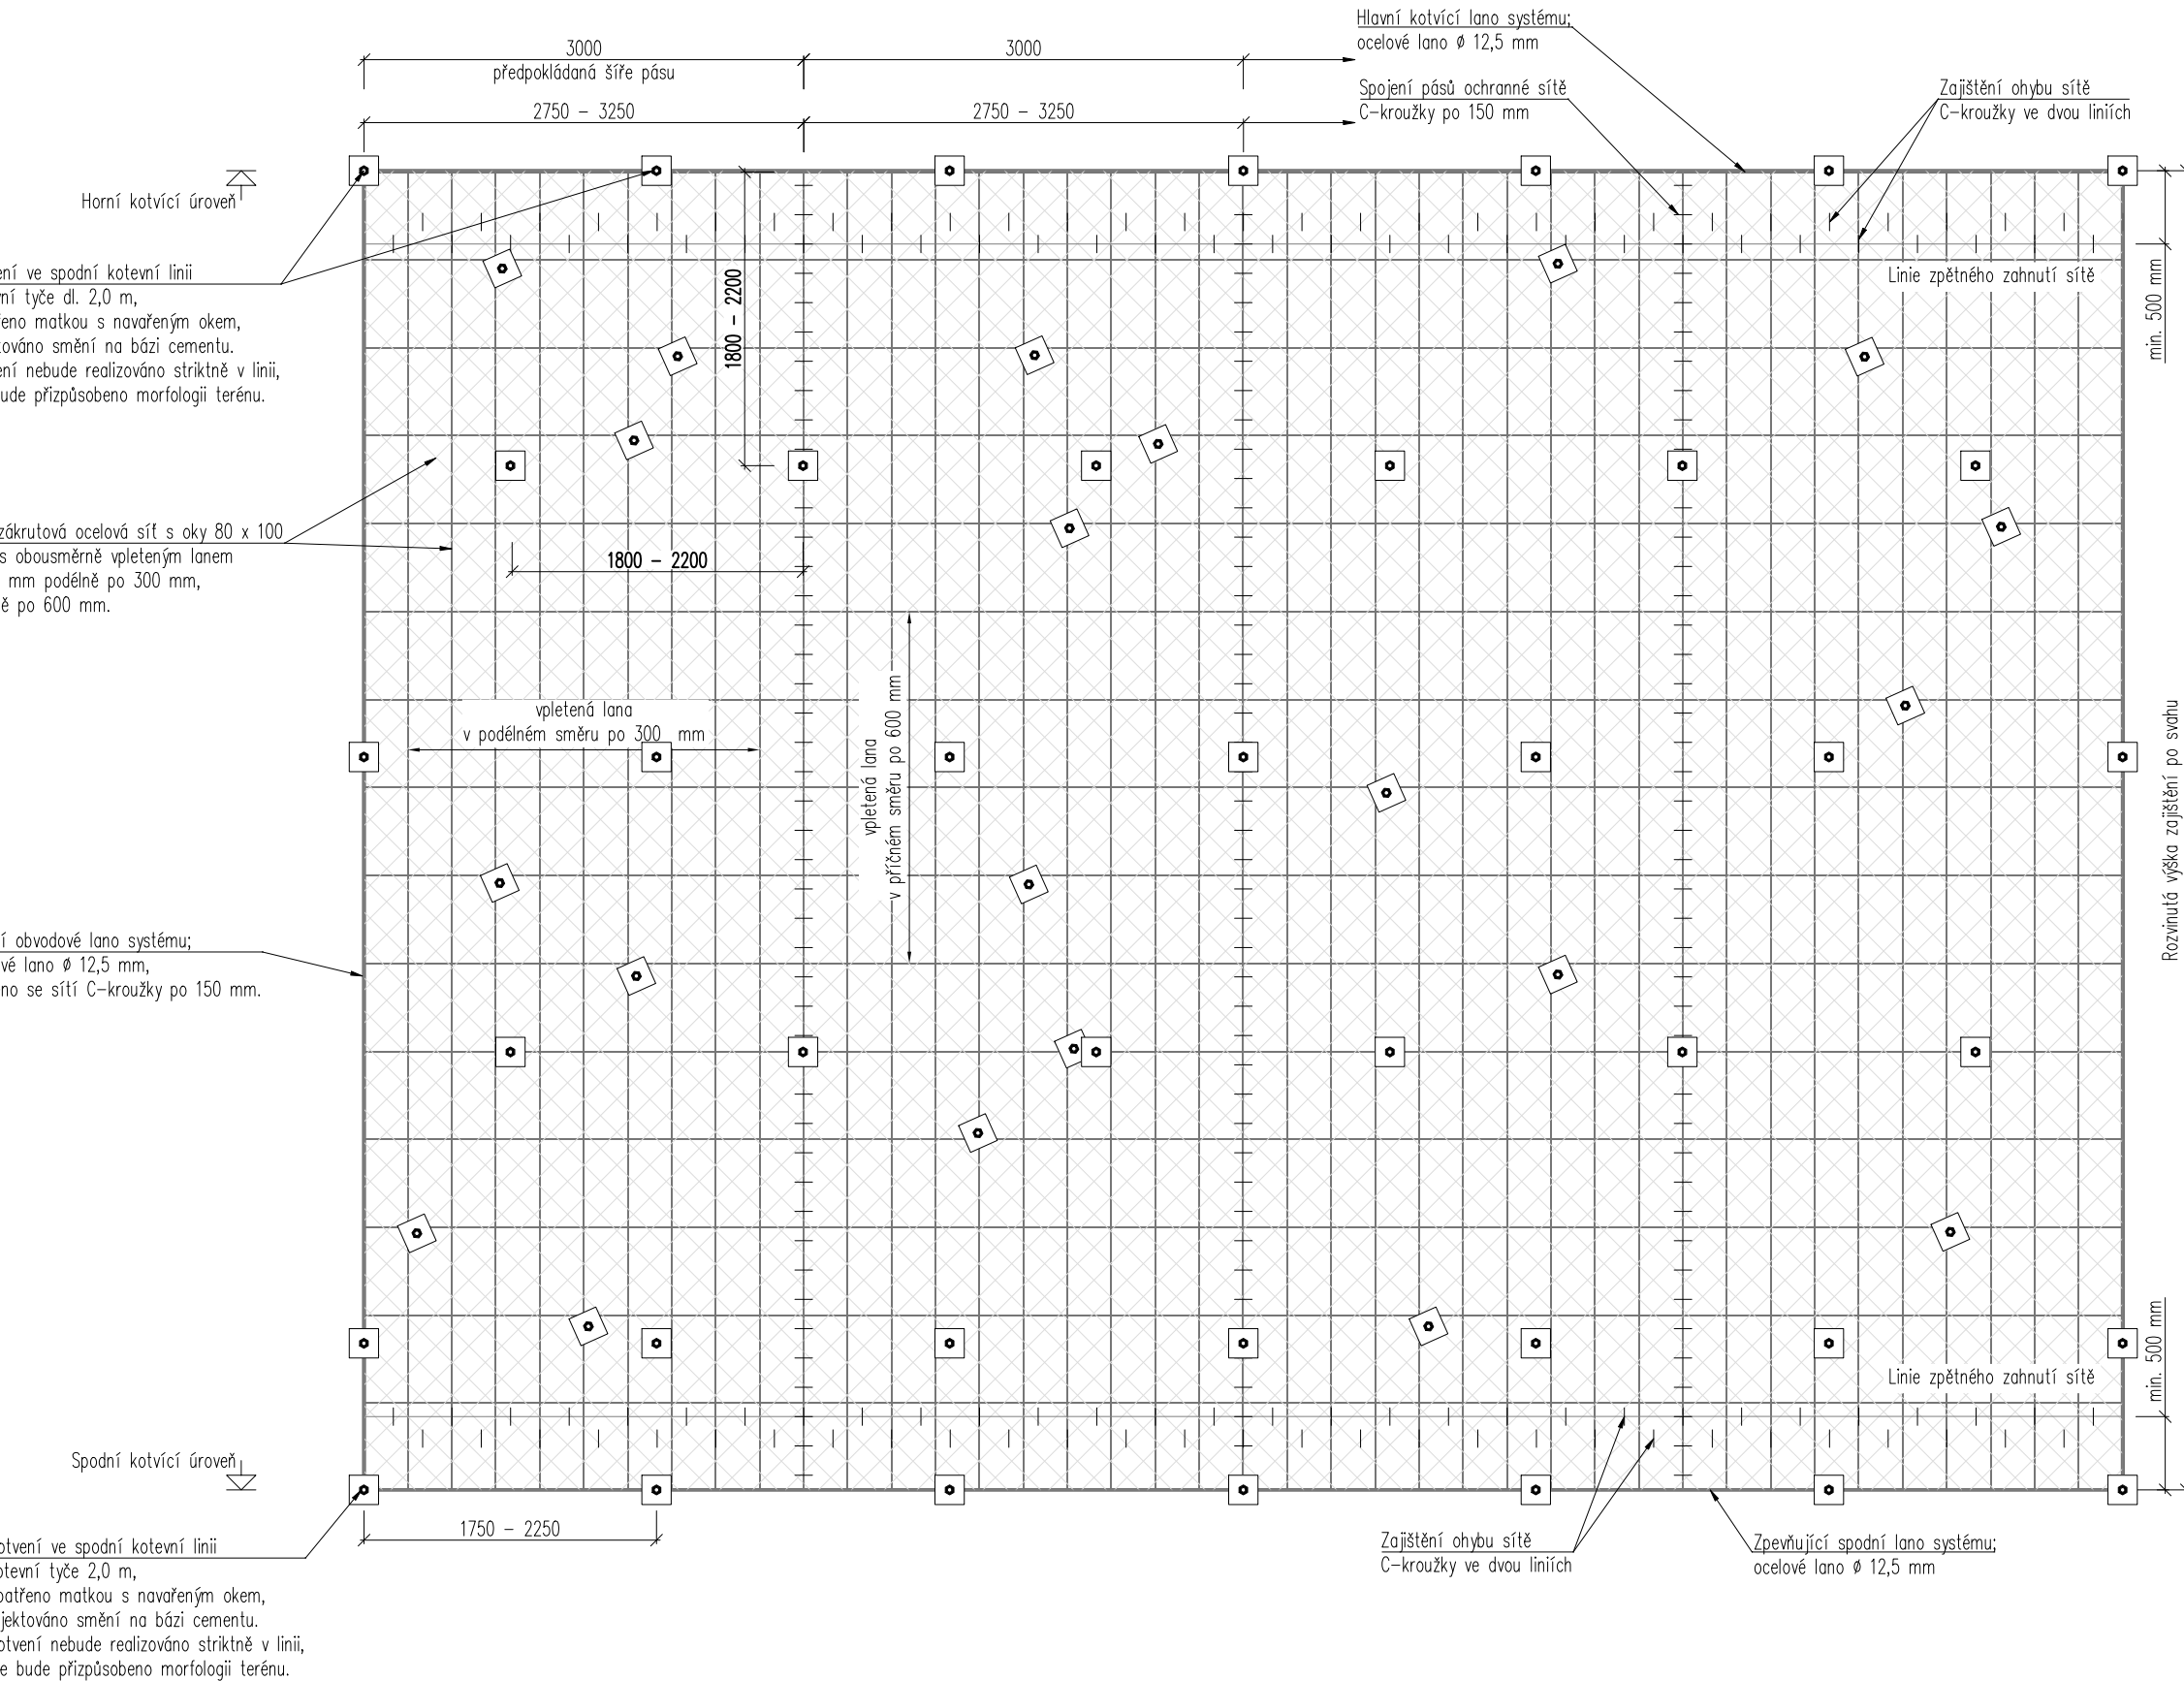 Hlavní kotvící lano systému;
ocelové lano Ø 12,5 mm
3000
předpokládaná šíře pásu
3000
Spojení pásů ochranné sítě
C-kroužky po 150 mm
Zajištění ohybu sítě
C-kroužky ve dvou liniích
2750 - 3250
2750 - 3250
Horní kotvící úroveň
ení ve spodní kotevní linii
vní tyče dl. 2,0 m,
řeno matkou s navařeným okem,
továno smění na bázi cementu.
ení nebude realizováno striktně v linii,
ude přizpůsobeno morfologii terénu.
1800 - 2200
Linie zpětného zahnutí sítě
min. 500 mm
zákrutová ocelová síť s oky 80 x 100
s obousměrně vpleteným lanem
mm podélně po 300 mm,
ě po 600 mm.
1800 - 2200
vpletená lana
v podélném směru po 300 mm
vpletená lana
v příčném směru po 600 mm
Rozvinutá výška zajištění po svahu
í obvodové lano systému;
vé lano Ø 12,5 mm,
no se sítí C-kroužky po 150 mm.
Linie zpětného zahnutí sítě
min. 500 mm
Spodní kotvící úroveň
1750 - 2250
otvení ve spodní kotevní linii
otevní tyče 2,0 m,
patřeno matkou s navařeným okem,
jektováno smění na bázi cementu.
otvení nebude realizováno striktně v linii,
e bude přizpůsobeno morfologii terénu.
Zajištění ohybu sítě
C-kroužky ve dvou liniích
Zpevňující spodní lano systému;
ocelové lano Ø 12,5 mm